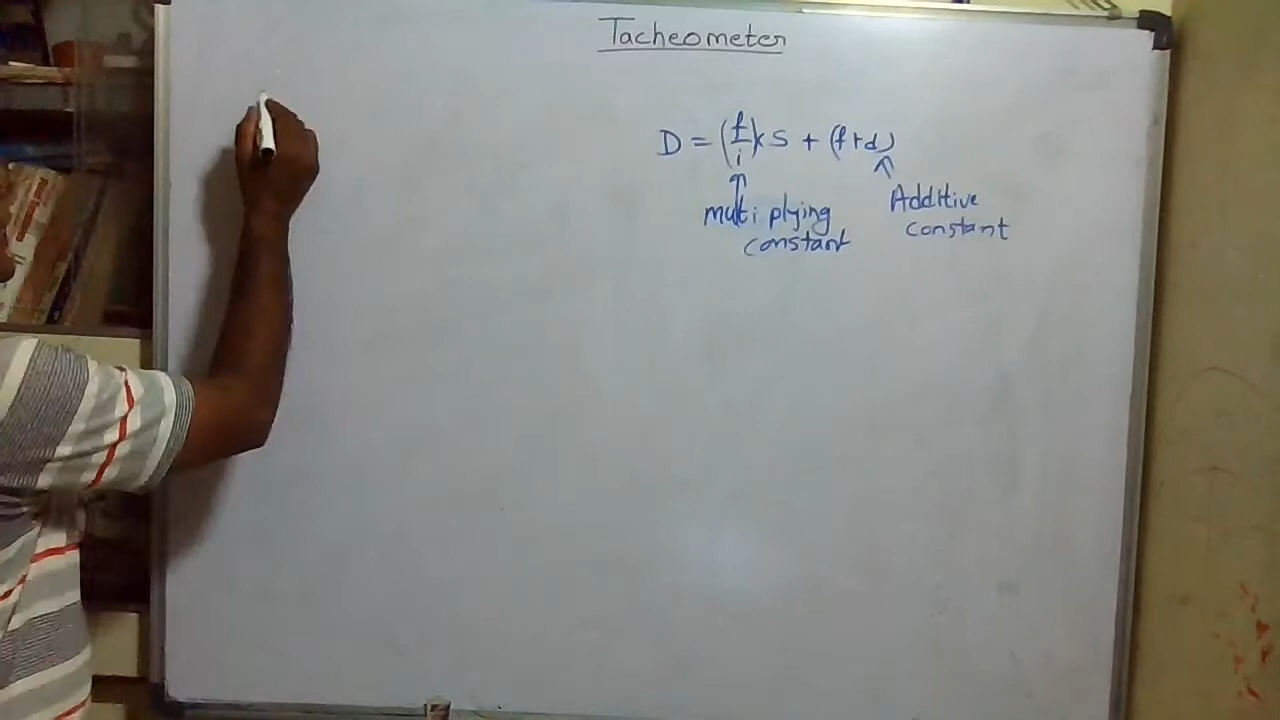 Tacheometer
D = (f/i) x S + (f+d)
multiplying Additive
constant constant